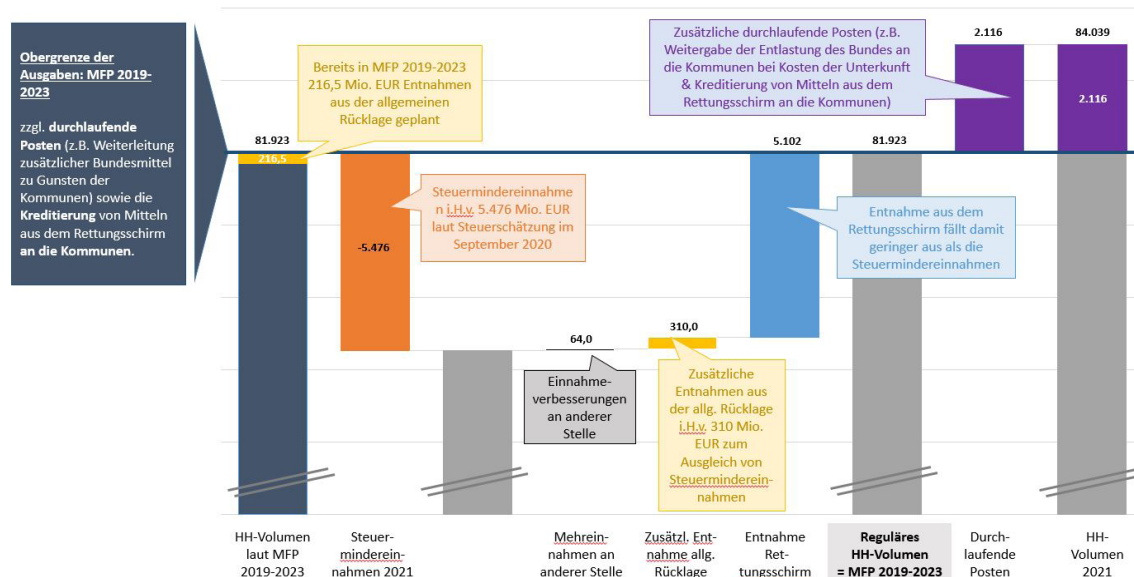 Obergrenze der
Ausgaben: MFP 2019-
2023
zzgl. durchlaufende
Posten (z.B. Weiterleitung
zusätzlicher Bundesmittel
zu Gunsten der
Kommunen) sowie die
Kreditierung von Mitteln
aus dem Rettungsschirm
an die Kommunen.
Bereits in MFP 2019-2023
216,5 Mio. EUR Entnahmen
aus der allgemeinen
Rücklage geplant
Zusätzliche durchlaufende Posten (z.B.
Weitergabe der Entlastung des Bundes an
die Kommunen bei Kosten der Unterkunft
& Kreditierung von Mitteln aus dem
Rettungsschirm an die Kommunen)
2.116
84.039
2.116
81.923
216,5
5.102
81.923
Steuermindereinnahme
n i.H.v. 5.476 Mio. EUR
laut Steuerschätzung im
September 2020
-5.476
Entnahme aus dem
Rettungsschirm fällt damit
geringer aus als die
Steuermindereinnahmen
64,0
310,0
Einnahme-
verbesserungen
an anderer
Stelle
Zusätzliche
Entnahmen aus
der allg. Rücklage
i.H.v. 310 Mio.
EUR zum
Ausgleich von
Steuermindereinn-
nahmen
HH-Volumen
laut MFP
2019-2023
Steuer-
minderein-
nahmen 2021
Mehrein-
nahmen an
anderer Stelle
Zusätzl. Ent-
nahme allg.
Rücklage
Entnahme
Ret-
tungsschirm
Reguläres
HH-Volumen
= MFP 2019-2023
Durch-
laufende
Posten
HH-
Volumen
2021